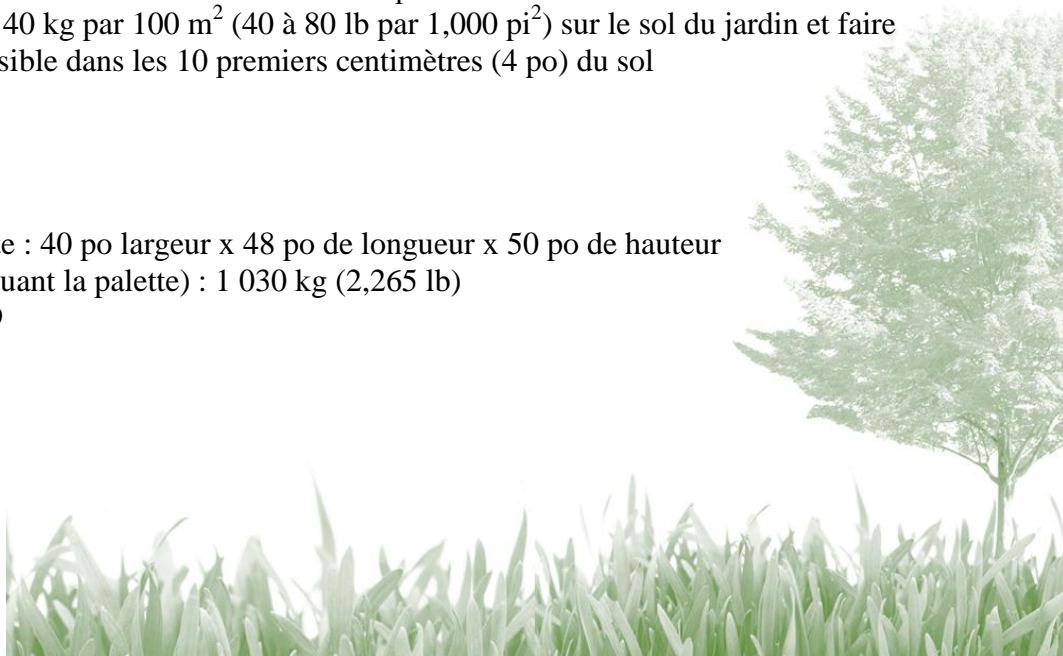 40 kg par 100 m² (40 à 80 lb par 1,000 pi²) sur le sol du jardin et faire
sible dans les 10 premiers centimètres (4 po) du sol
te : 40 po largeur x 48 po de longueur x 50 po de hauteur
uant la palette) : 1 030 kg (2,265 lb)